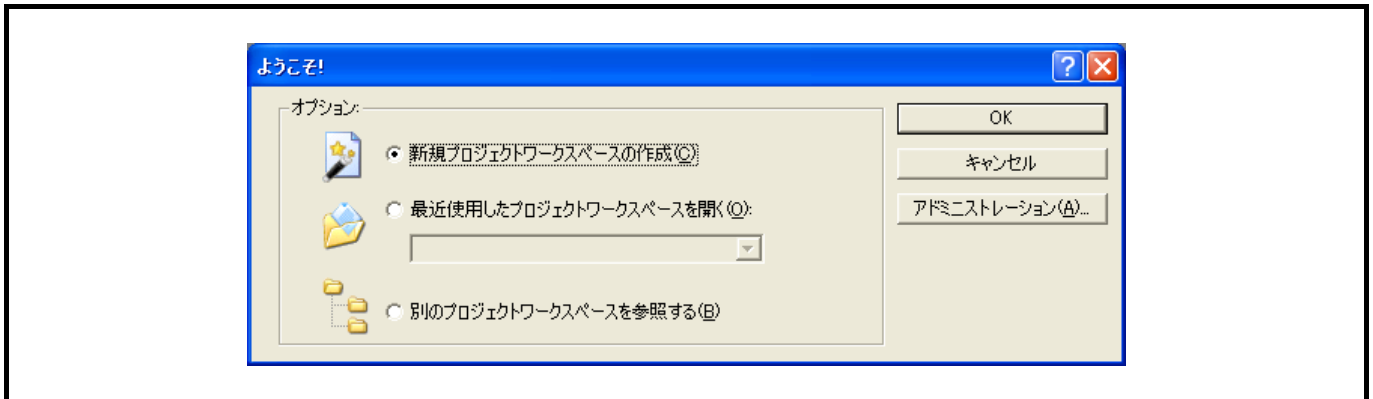 ようこそ!
オプション:
新規プロジェクトワークスペースの作成(C)
最近使用したプロジェクトワークスペースを開く(O):
別のプロジェクトワークスペースを参照する(B)
OK
キャンセル
アドミニストレーション(A)...